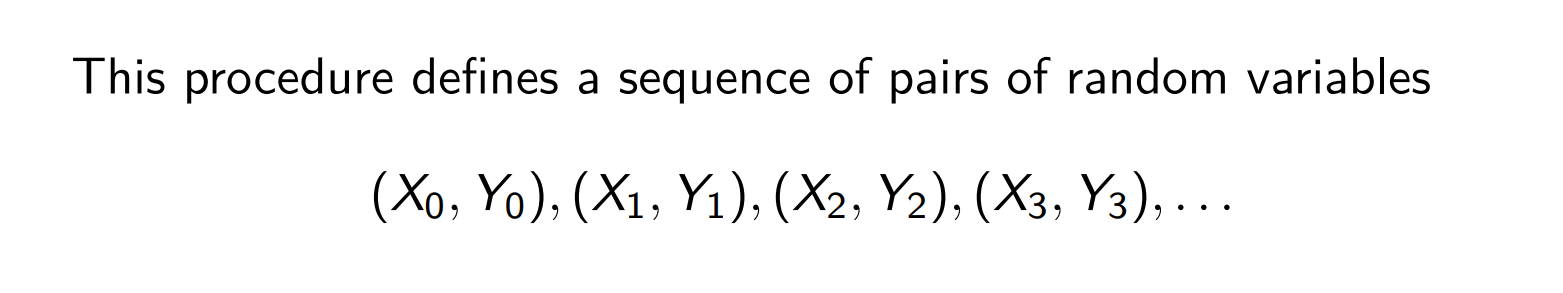 This procedure defines a sequence of pairs of random variables
(X₀, Y₀), (X₁, Y₁), (X₂, Y₂), (X₃, Y₃), . . .